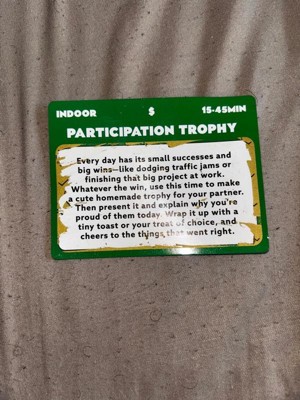 INDOOR $ 15-45MIN
PARTICIPATION TROPHY
Every day has its small successes and
big wins—like dodging traffic jams or
finishing that big project at work.
Whatever the win, use this time to make
a cute homemade trophy for your partner.
Then present it and explain why you're
proud of them today. Wrap it up with a
tiny toast or your treat of choice, and
cheers to the things that went right.